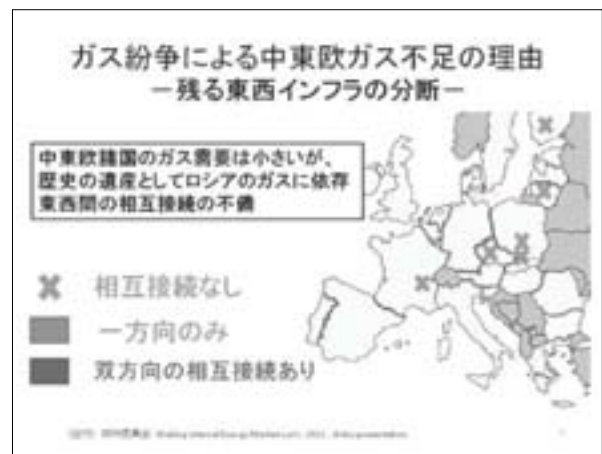 ガス紛争による中東欧ガス不足の理由
－残る東西インフラの分断－
中東欧諸国のガス需要は小さいが、
歴史の遺産としてロシアのガスに依存
東西間の相互接続の不備
相互接続なし
一方向のみ
双方向の相互接続あり